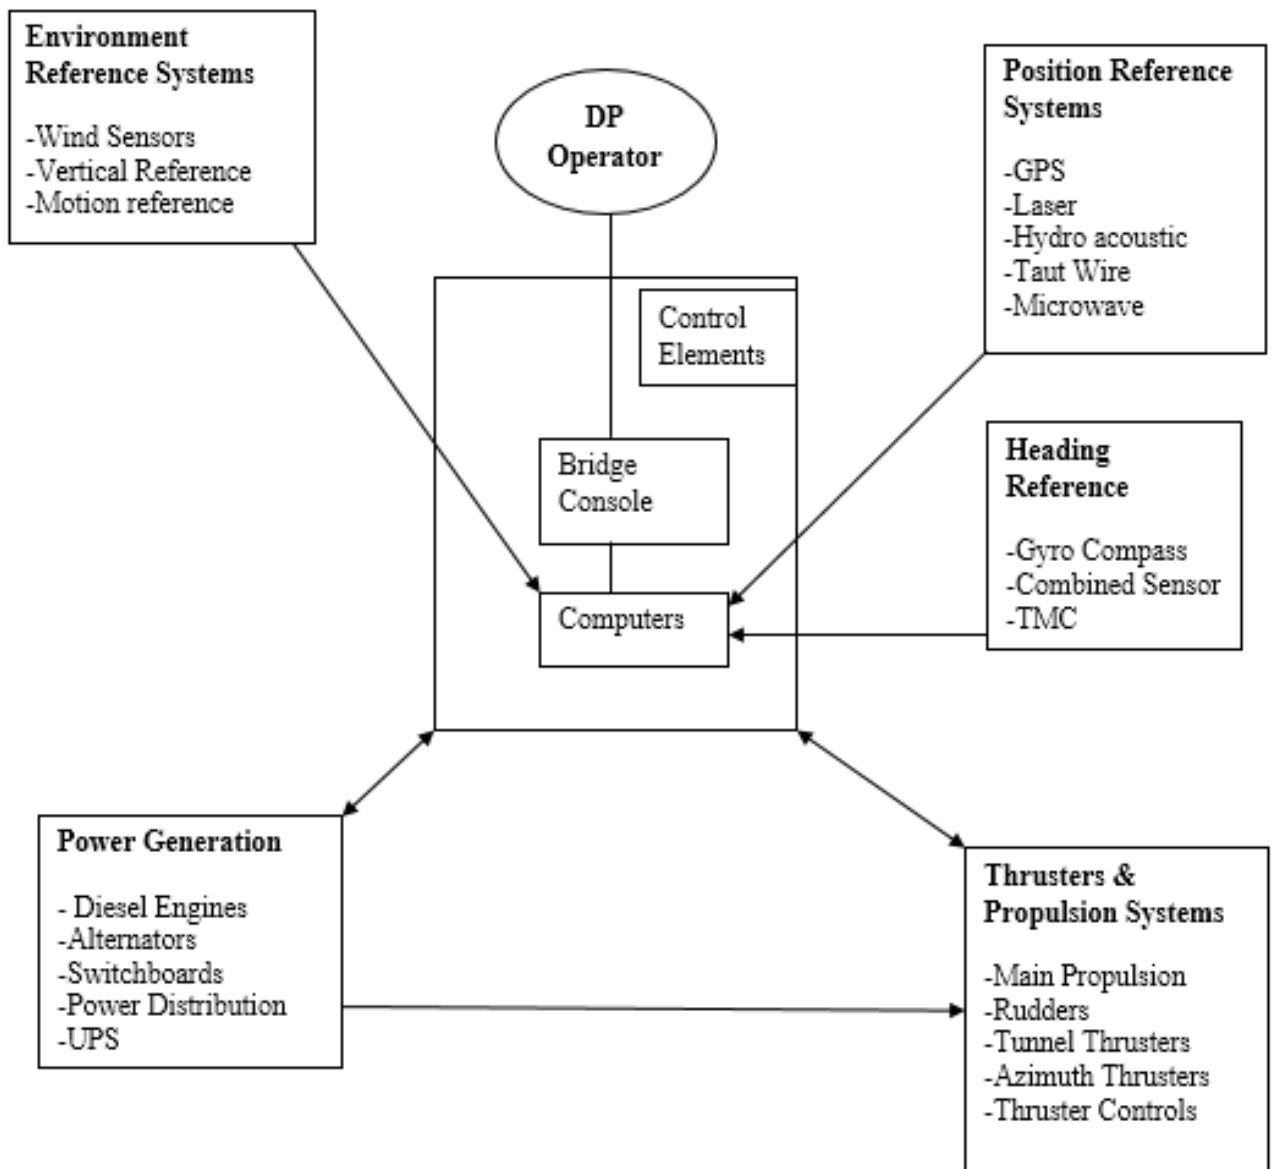 Environment
Reference Systems
-Wind Sensors
-Vertical Reference
-Motion reference
DP
Operator
Position Reference
Systems
-GPS
-Laser
-Hydro acoustic
-Taut Wire
-Microwave
Control
Elements
Bridge
Console
Computers
Heading
Reference
-Gyro Compass
-Combined Sensor
-TMC
Power Generation
- Diesel Engines
-Alternators
-Switchboards
-Power Distribution
-UPS
Thrusters &
Propulsion Systems
-Main Propulsion
-Rudders
-Tunnel Thrusters
-Azimuth Thrusters
-Thruster Controls